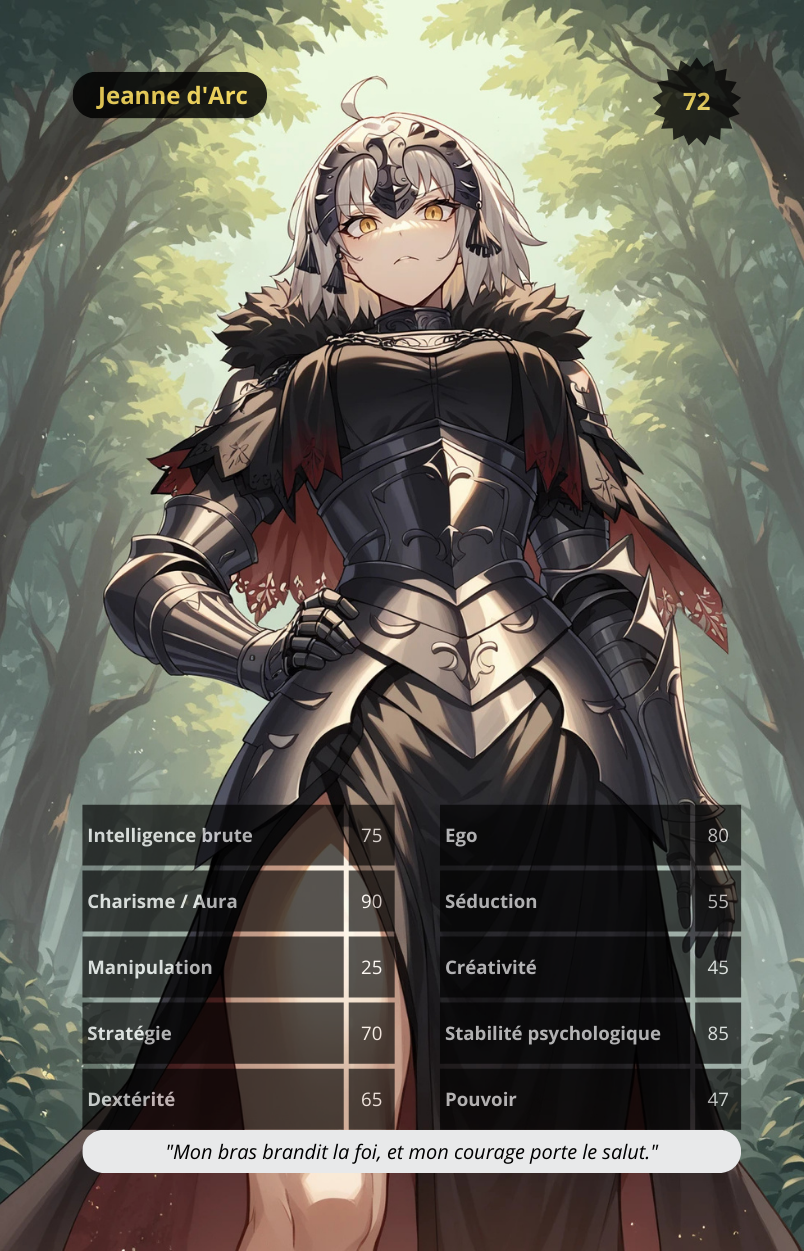 Jeanne d'Arc
72
Intelligence brute 75
Charisme / Aura 90
Manipulation 25
Stratégie 70
Dextérité 65
Ego 80
Séduction 55
Créativité 45
Stabilité psychologique 85
Pouvoir 47
"Mon bras brandit la foi, et mon courage porte le salut."